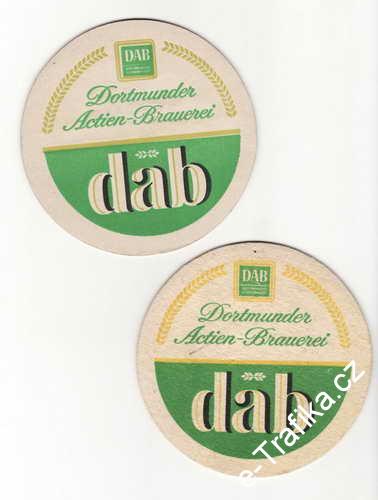 DAB
Dortmunder
Actien-Brauerei
dab
DAB
Dortmunder
Actien-Brauerei
dab
e-Trafika.cz